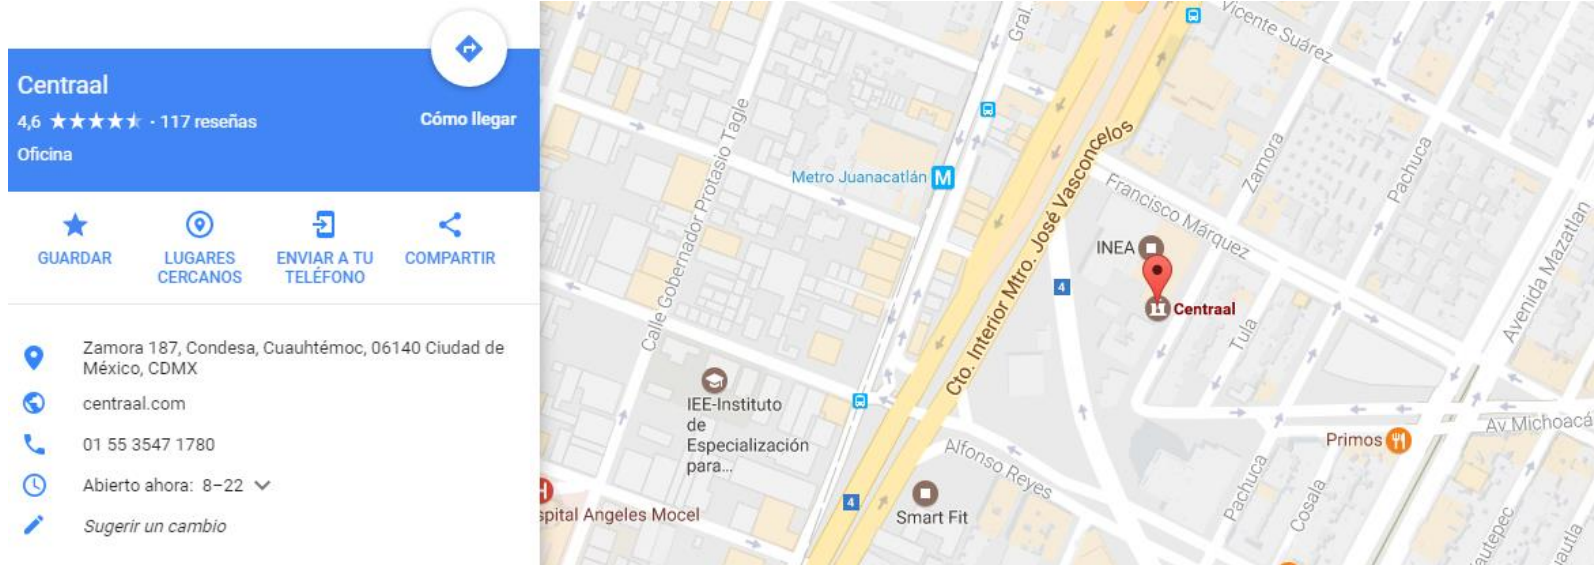 Centraal
4,6 ★★★★★ · 117 reseñas
Cómo llegar
Oficina
GUARDAR
LUGARES
CERCANOS
ENVIAR A TU
TELÉFONO
COMPARTIR
Zamora 187, Condesa, Cuauhtémoc, 06140 Ciudad de
México, CDMX
centraal.com
01 55 3547 1780
Abierto ahora: 8–22
Sugerir un cambio
Gral.
Vicente Suárez
Calle Gobernador Protasio Tagle
Metro Juanacatlán M
Cto. Interior Mtro. José Vasconcelos
Francisco Márquez
Zamora
Pachuca
Avenida Mazatlan
INEA
4
Centraal
Tula
IEE-Instituto
de
Especialización
para...
Alfonso Reyes
Primos
Av Michoacá
H
spital Angeles Mocel
4
Smart Fit
Pachuca
Cosala
autepec
autla